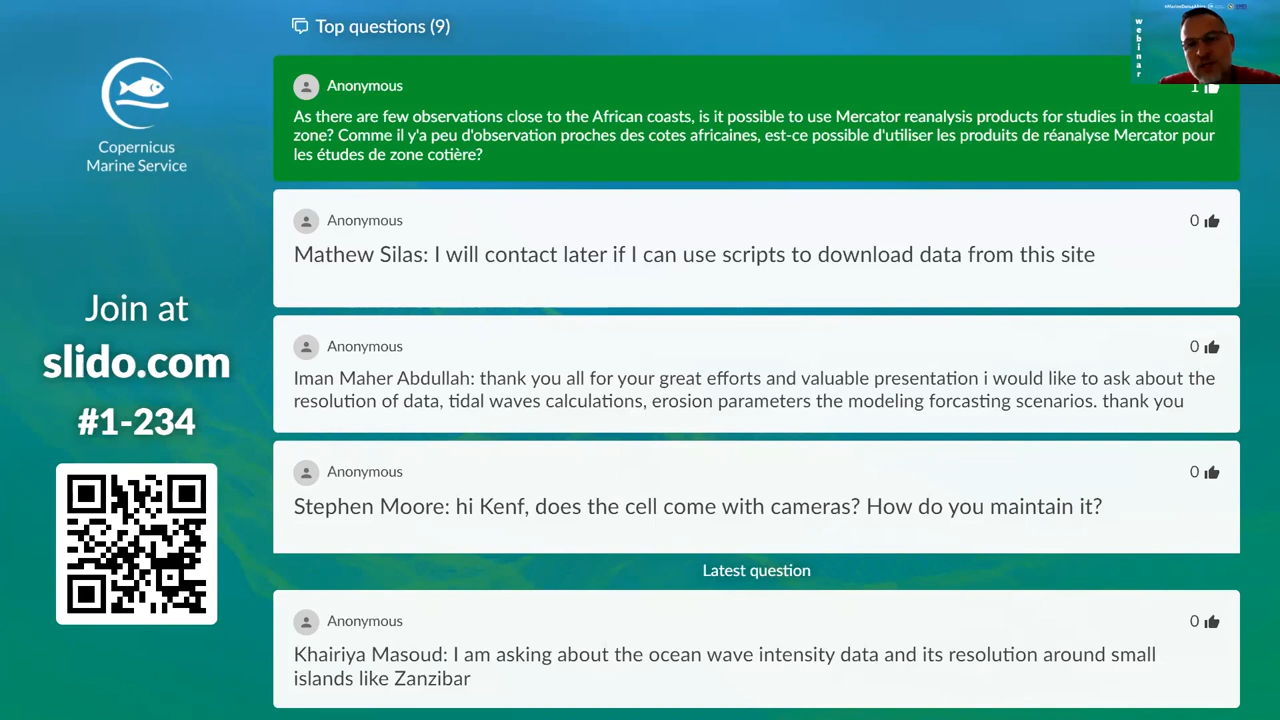 Top questions (9)
webinar
Copernicus
Marine Service
Join at
slido.com
#1-234
Anonymous
1
As there are few observations close to the African coasts, is it possible to use Mercator reanalysis products for studies in the coastal
zone? Comme il y'a peu d'observation proches des cotes africaines, est-ce possible d'utiliser les produits de réanalyse Mercator pour
les études de zone cotière?
Anonymous
0
Mathew Silas: I will contact later if I can use scripts to download data from this site
Anonymous
0
Iman Maher Abdullah: thank you all for your great efforts and valuable presentation i would like to ask about the
resolution of data, tidal waves calculations, erosion parameters the modeling forcasting scenarios. thank you
Anonymous
0
Stephen Moore: hi Kenf, does the cell come with cameras? How do you maintain it?
Latest question
Anonymous
0
Khairiya Masoud: I am asking about the ocean wave intensity data and its resolution around small
islands like Zanzibar